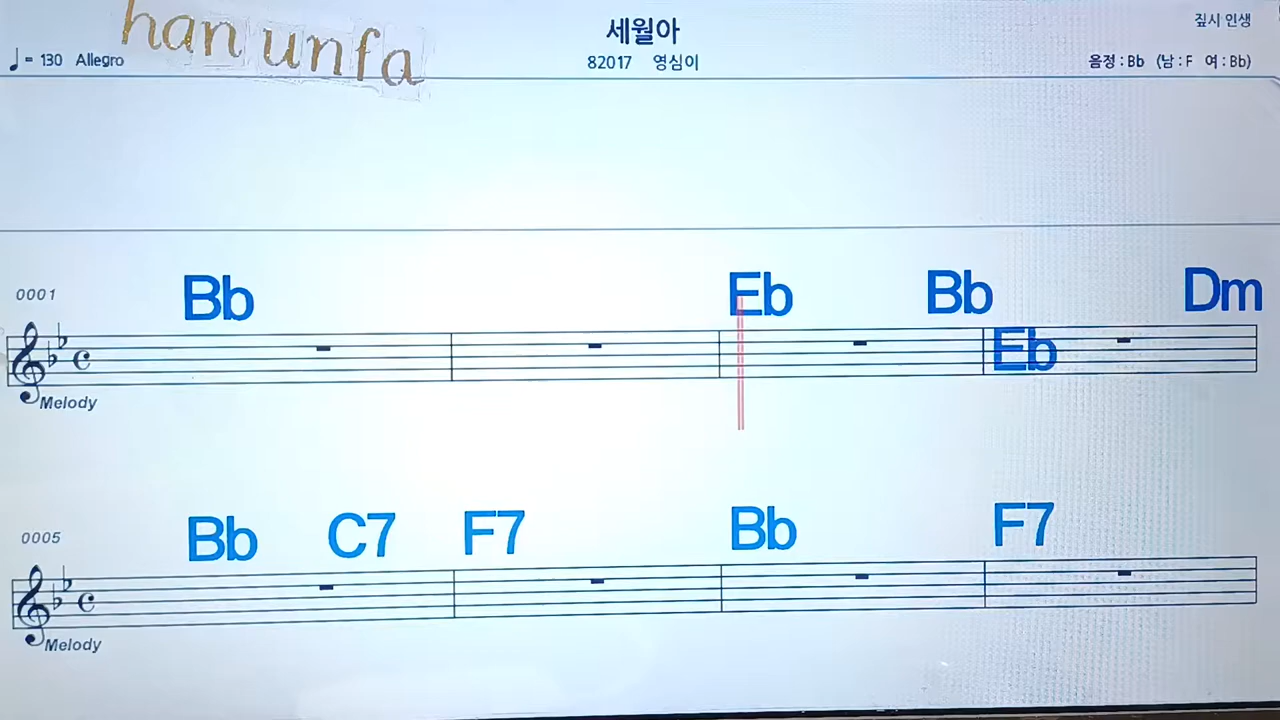 han unfa
세월아
짚시 인생
♩= 130 Allegro
82017 영심이
음정 : Bb (남 : F 여 : Bb)
0001
Bb Eb Bb Eb Dm
Melody
0005
Bb C7 F7 Bb F7
Melody